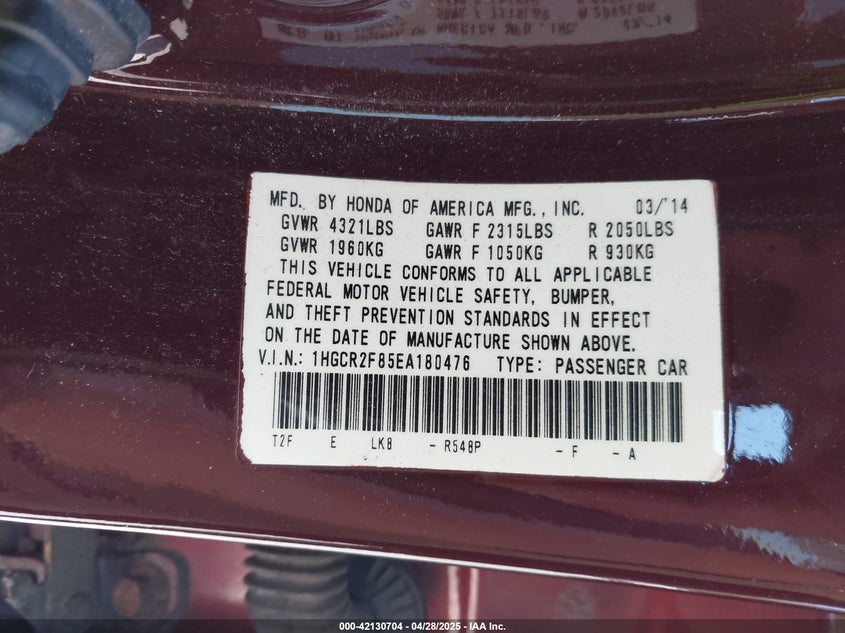 MFD. BY HONDA OF AMERICA MFG., INC. 03/'14
GVWR 4321LBS GAWR F 2315LBS R 2050LBS
GVWR 1960KG GAWR F 1050KG R 930KG
THIS VEHICLE CONFORMS TO ALL APPLICABLE
FEDERAL MOTOR VEHICLE SAFETY, BUMPER,
AND THEFT PREVENTION STANDARDS IN EFFECT
ON THE DATE OF MANUFACTURE SHOWN ABOVE.
V.I.N.: 1HGCR2F85EA180476 TYPE: PASSENGER CAR
T2F E LK8 - R548P - F - A
000-42130704 - 04/28/2025 - IAA Inc.